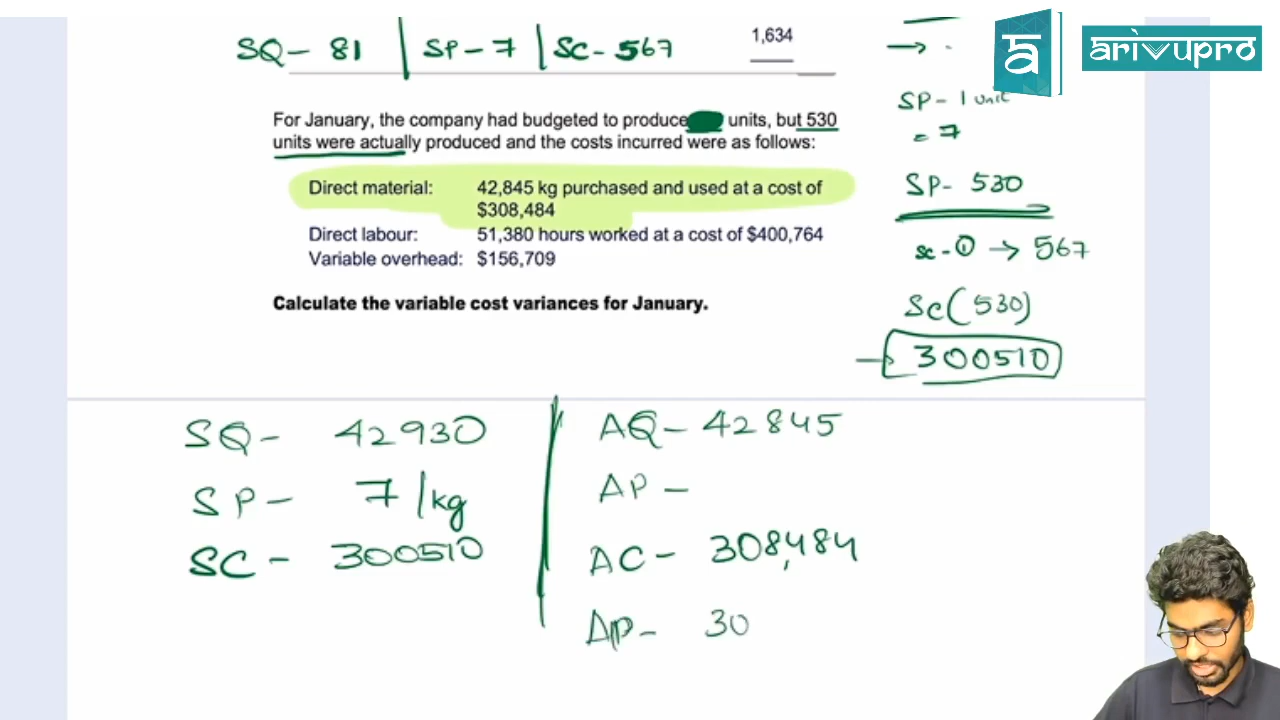 SQ - 81 | SP - 7 | SC - 567
1,634
→ -
ā arivupro
SP - 1 unit
= 7
For January, the company had budgeted to produce units, but 530
units were actually produced and the costs incurred were as follows:
Direct material: 42,845 kg purchased and used at a cost of
$308,484
Direct labour: 51,380 hours worked at a cost of $400,764
Variable overhead: $156,709
Calculate the variable cost variances for January.
SP - 530
SC - ① → 567
SC (530)
→ 300510
SQ - 42930
SP - 7/kg
SC - 300510
AQ - 42845
AP -
AC - 308,484
AP - 30